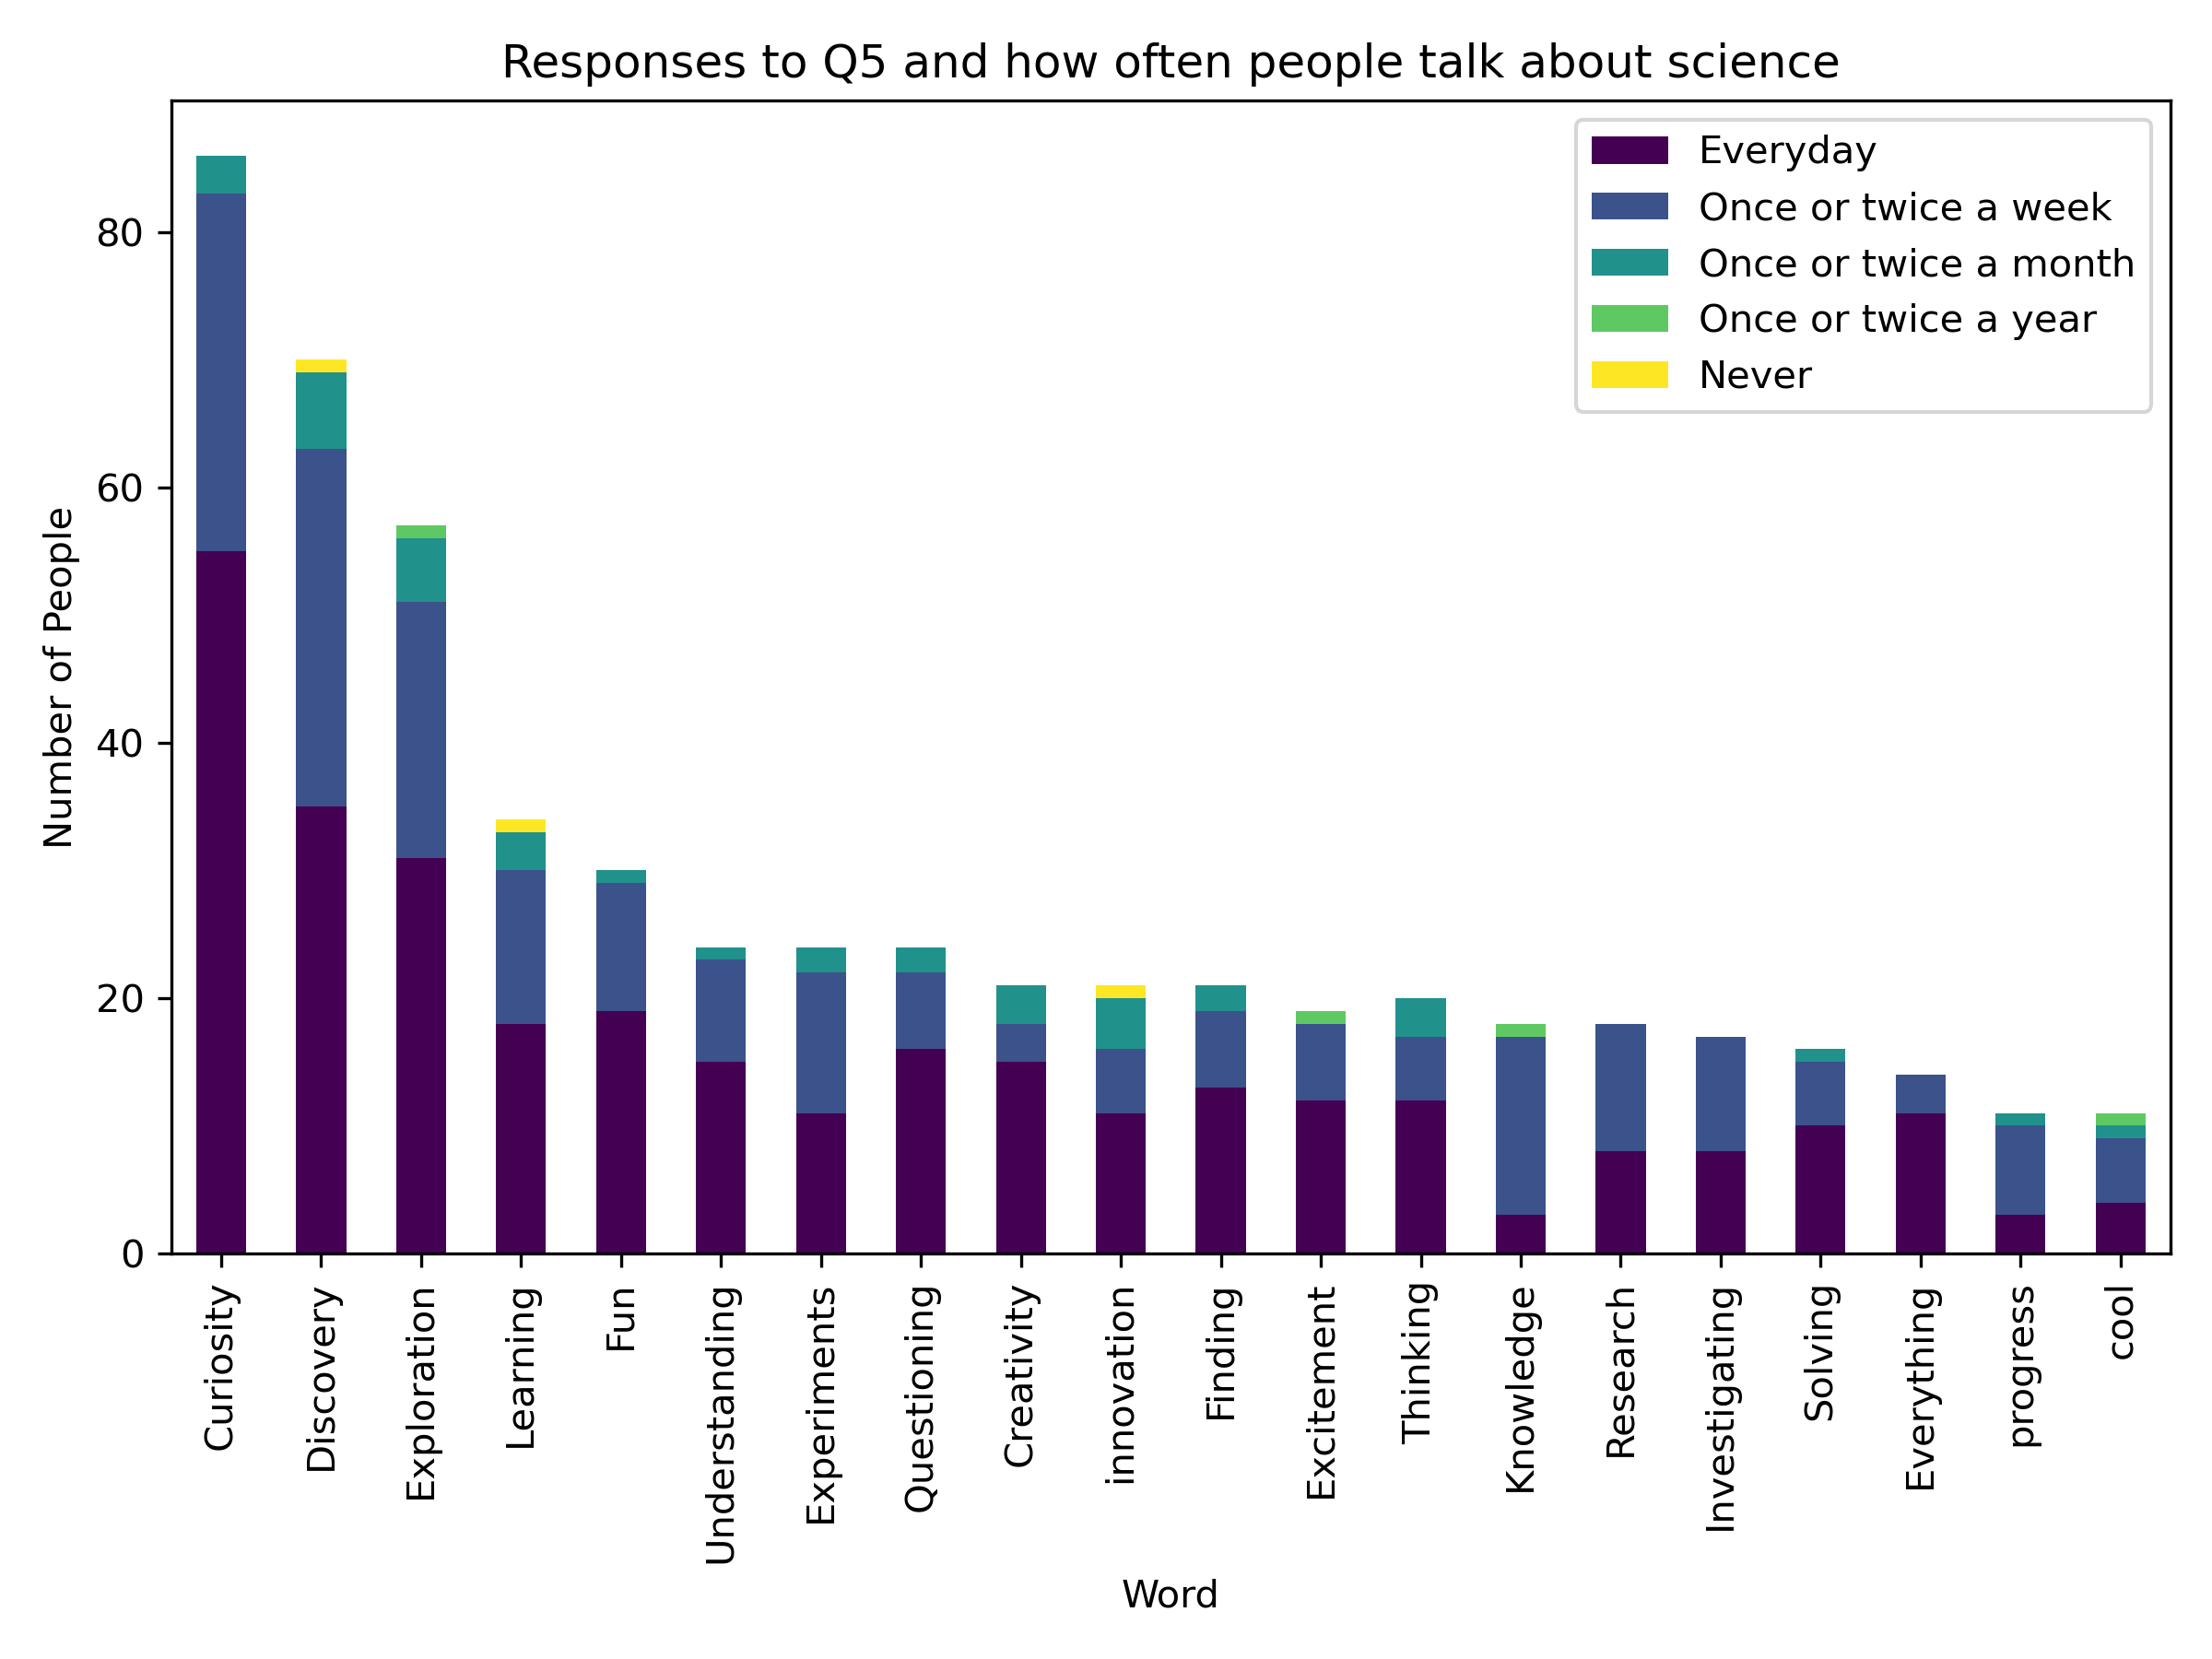 Responses to Q5 and how often people talk about science
Everyday
Once or twice a week
Once or twice a month
Once or twice a year
Never
Number of People
80
60
40
20
0
Curiosity
Discovery
Exploration
Learning
Fun
Understanding
Experiments
Questioning
Creativity
innovation
Finding
Excitement
Thinking
Knowledge
Research
Investigating
Solving
Everything
progress
cool
Word